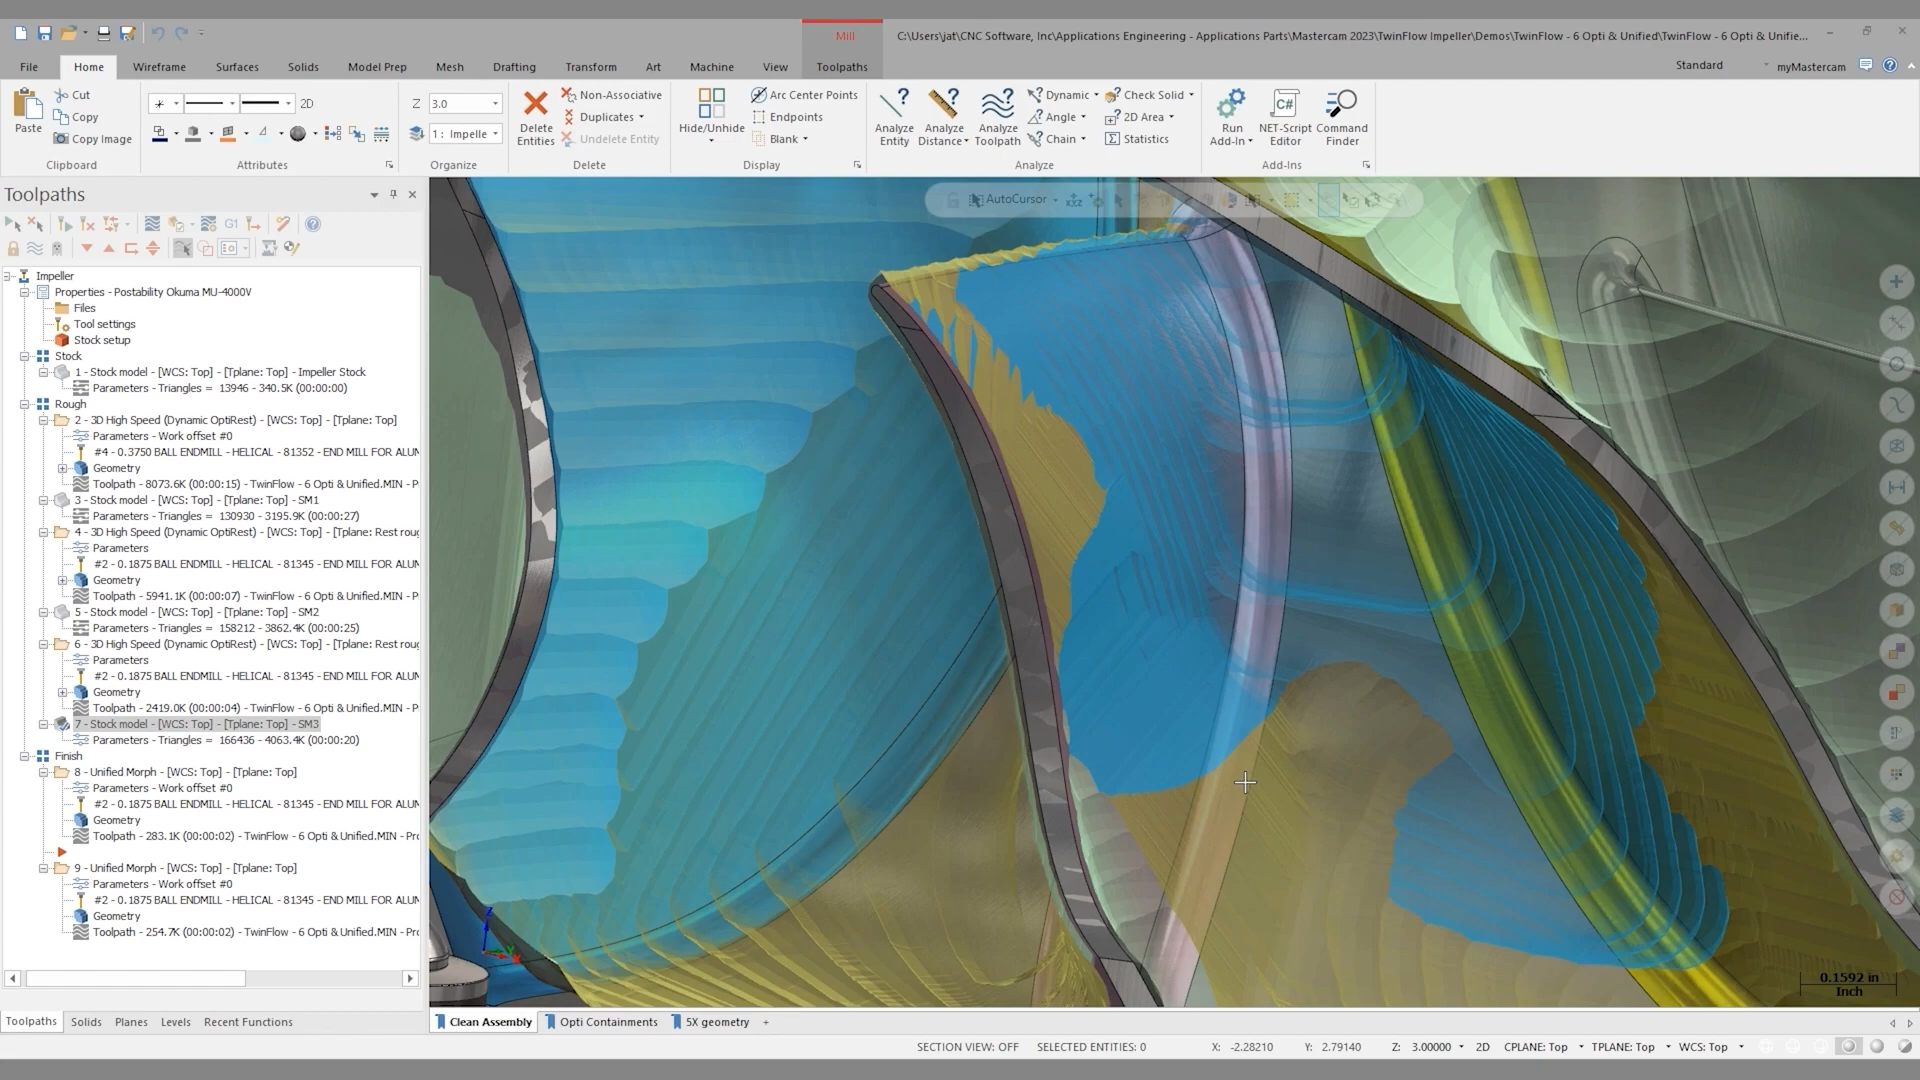 Mill
C:\Users\jat\CNC Software, Inc\Applications Engineering - Applications Parts\Mastercam 2023\TwinFlow Impeller\Demos\TwinFlow - 6 Opti & Unified\TwinFlow - 6 Opti & Unifie...
File Home Wireframe Surfaces Solids Model Prep Mesh Drafting Transform Art Machine View Toolpaths Standard myMastercam
Paste Cut Copy Copy Image
Clipboard
2D
Attributes
Z 3.0
1 : Impelle
Organize
Delete Entities Non-Associative Duplicates Undelete Entity
Delete
Hide/Unhide Arc Center Points Endpoints Blank
Display
Analyze Entity Analyze Distance Analyze Toolpath Dynamic Angle Chain Check Solid 2D Area Statistics
Analyze
Run Add-In C# NET-Script Editor Command Finder
Add-Ins
Toolpaths
G1
AutoCursor
Impeller
Properties - Postability Okuma MU-4000V
Files
Tool settings
Stock setup
Stock
1 - Stock model - [WCS: Top] - [Tplane: Top] - Impeller Stock
Parameters - Triangles = 13946 - 340.5K (00:00:00)
Rough
2 - 3D High Speed (Dynamic OptiRest) - [WCS: Top] - [Tplane: Top]
Parameters - Work offset #0
#4 - 0.3750 BALL ENDMILL - HELICAL - 81352 - END MILL FOR ALUM
Geometry
Toolpath - 8073.6K (00:00:15) - TwinFlow - 6 Opti & Unified.MIN - P
3 - Stock model - [WCS: Top] - [Tplane: Top] - SM1
Parameters - Triangles = 130930 - 3195.9K (00:00:27)
4 - 3D High Speed (Dynamic OptiRest) - [WCS: Top] - [Tplane: Rest roug
Parameters
#2 - 0.1875 BALL ENDMILL - HELICAL - 81345 - END MILL FOR ALUM
Geometry
Toolpath - 5941.1K (00:00:07) - TwinFlow - 6 Opti & Unified.MIN - P
5 - Stock model - [WCS: Top] - [Tplane: Top] - SM2
Parameters - Triangles = 158212 - 3862.4K (00:00:25)
6 - 3D High Speed (Dynamic OptiRest) - [WCS: Top] - [Tplane: Rest roug
Parameters
#2 - 0.1875 BALL ENDMILL - HELICAL - 81345 - END MILL FOR ALUM
Geometry
Toolpath - 2419.0K (00:00:04) - TwinFlow - 6 Opti & Unified.MIN - P
7 - Stock model - [WCS: Top] - [Tplane: Top] - SM3
Parameters - Triangles = 166436 - 4063.4K (00:00:20)
Finish
8 - Unified Morph - [WCS: Top] - [Tplane: Top]
Parameters - Work offset #0
#2 - 0.1875 BALL ENDMILL - HELICAL - 81345 - END MILL FOR ALUM
Geometry
Toolpath - 283.1K (00:00:02) - TwinFlow - 6 Opti & Unified.MIN - Pro
9 - Unified Morph - [WCS: Top] - [Tplane: Top]
Parameters - Work offset #0
#2 - 0.1875 BALL ENDMILL - HELICAL - 81345 - END MILL FOR ALUM
Geometry
Toolpath - 254.7K (00:00:02) - TwinFlow - 6 Opti & Unified.MIN - Pro
0.1592 in
Inch
Toolpaths Solids Planes Levels Recent Functions
Clean Assembly Opti Containments 5X geometry +
SECTION VIEW: OFF SELECTED ENTITIES: 0 X: -2.28210 Y: 2.79140 Z: 3.00000 2D CPLANE: Top TPLANE: Top WCS: Top